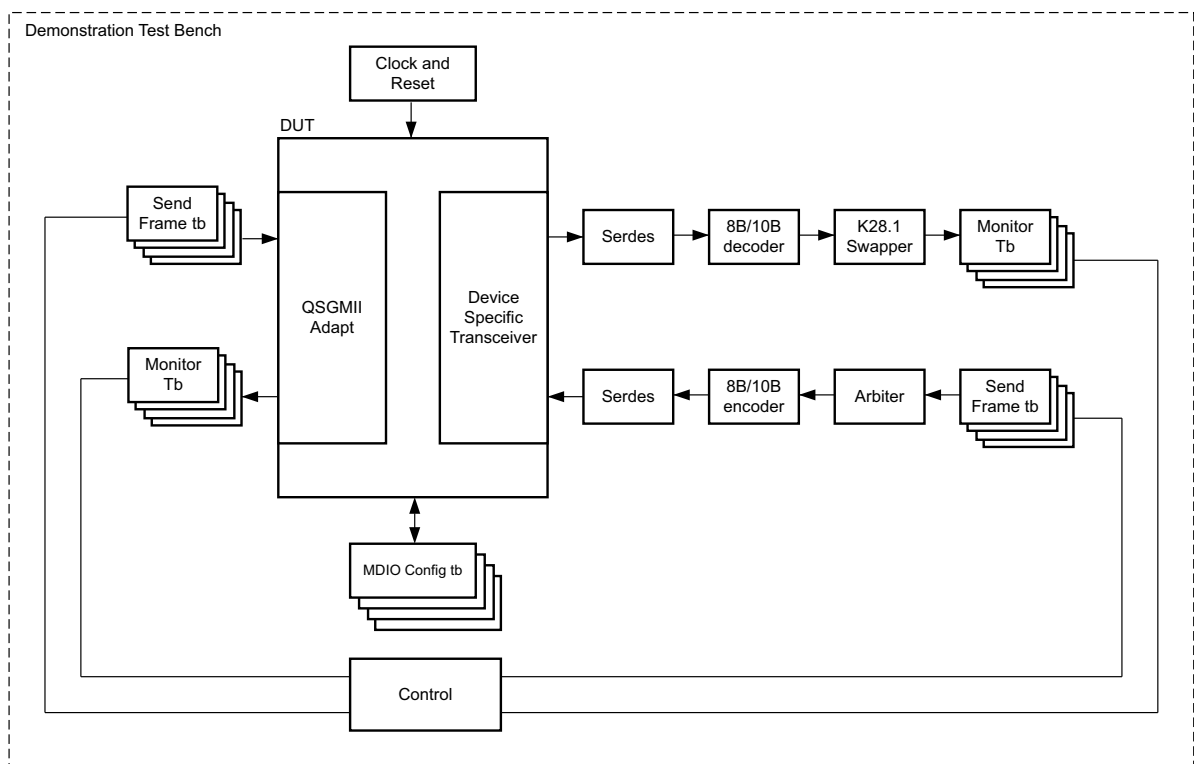 Demonstration Test Bench
Clock and
Reset
DUT
Send
Frame tb
QSGMII
Adapt
Device
Specific
Transceiver
Serdes
8B/10B
decoder
K28.1
Swapper
Monitor
Tb
Monitor
Tb
Serdes
8B/10B
encoder
Arbiter
Send
Frame tb
MDIO Config tb
Control